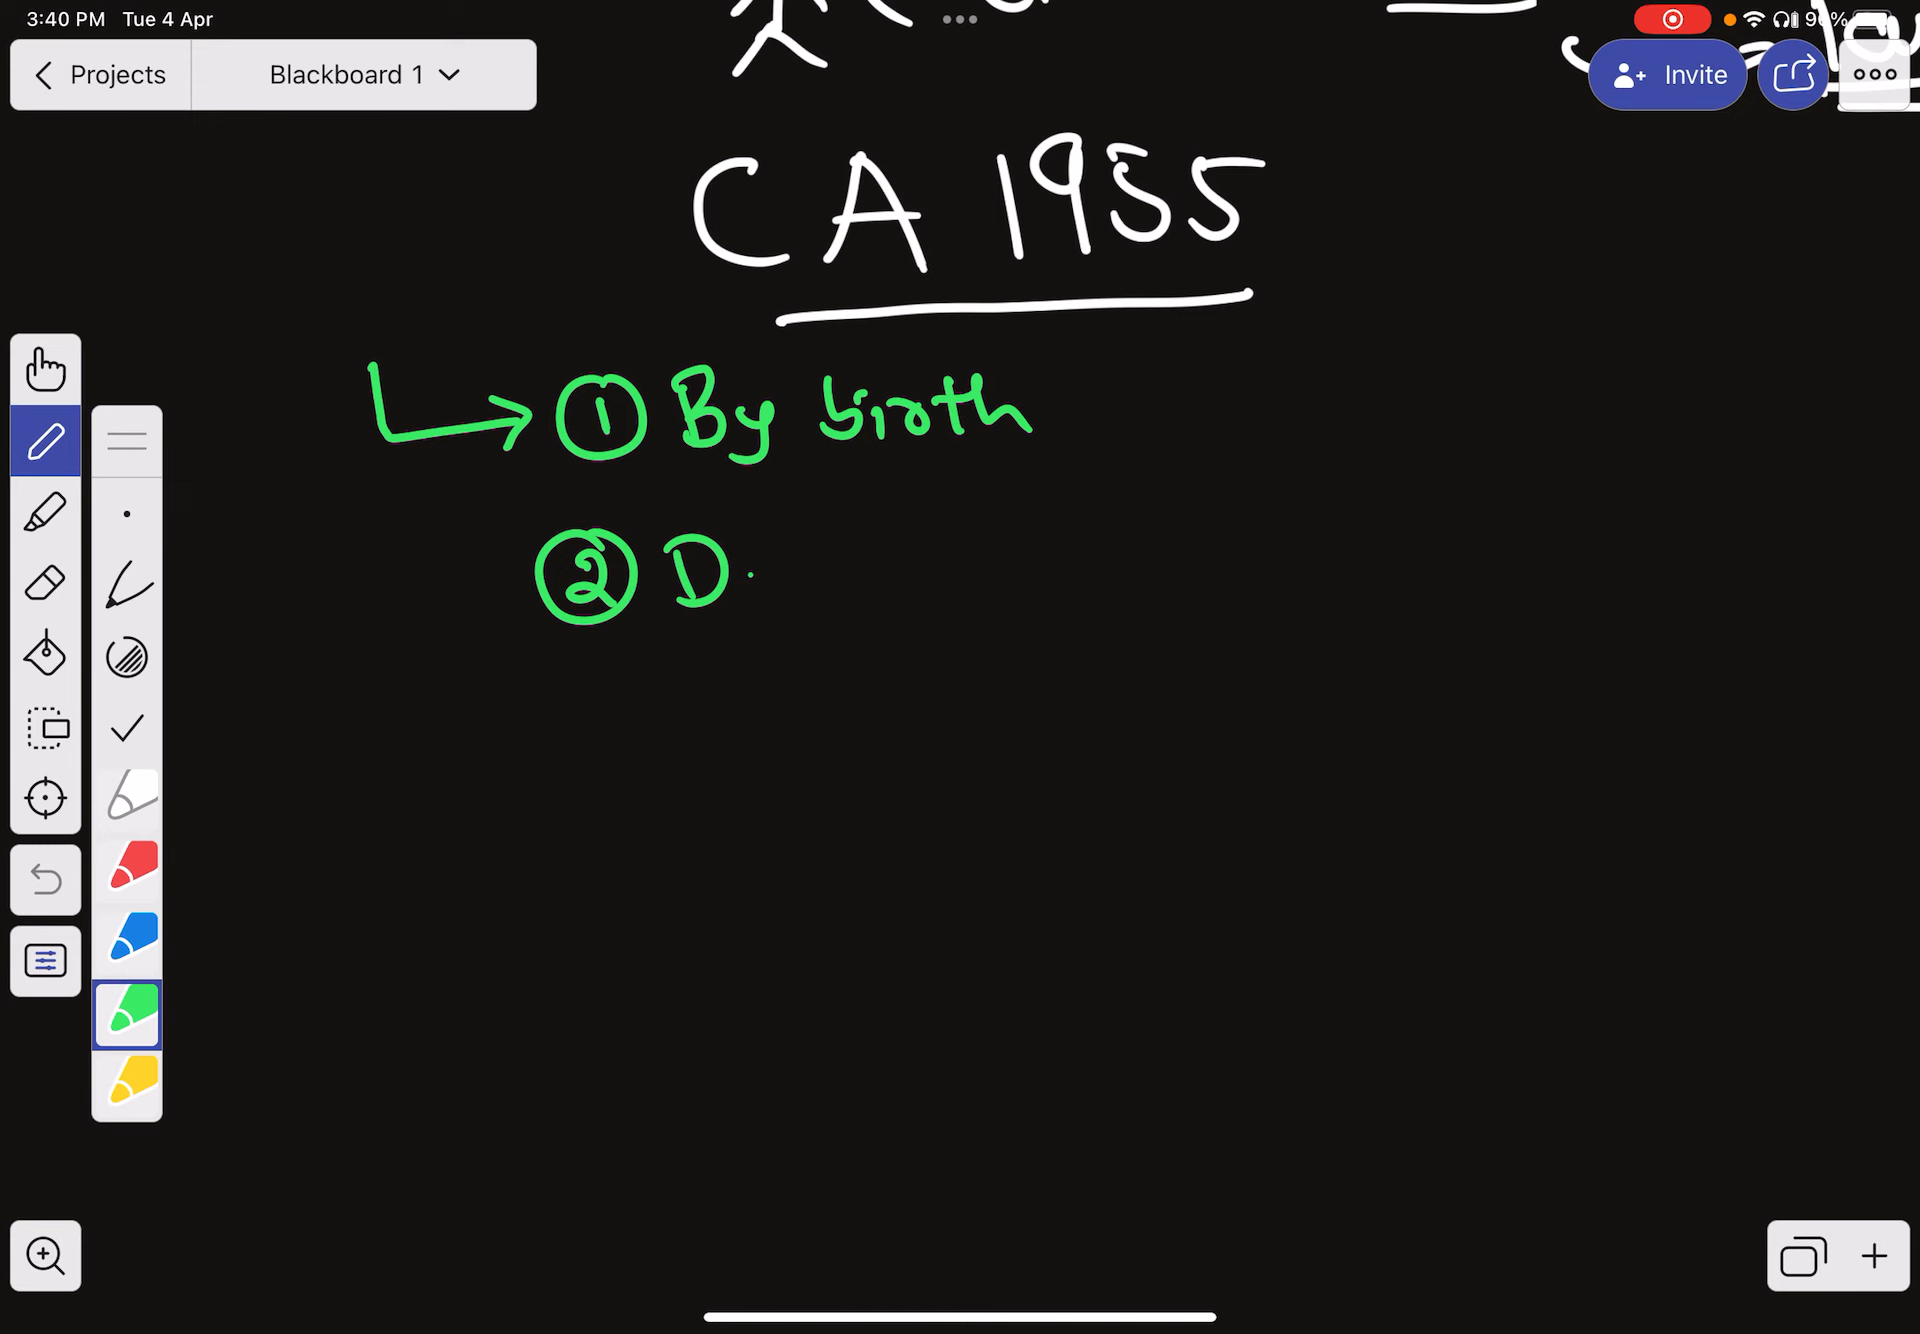 3:40 PM Tue 4 Apr
Projects
Blackboard 1
Invite
CA 1955
① By birth
② D.